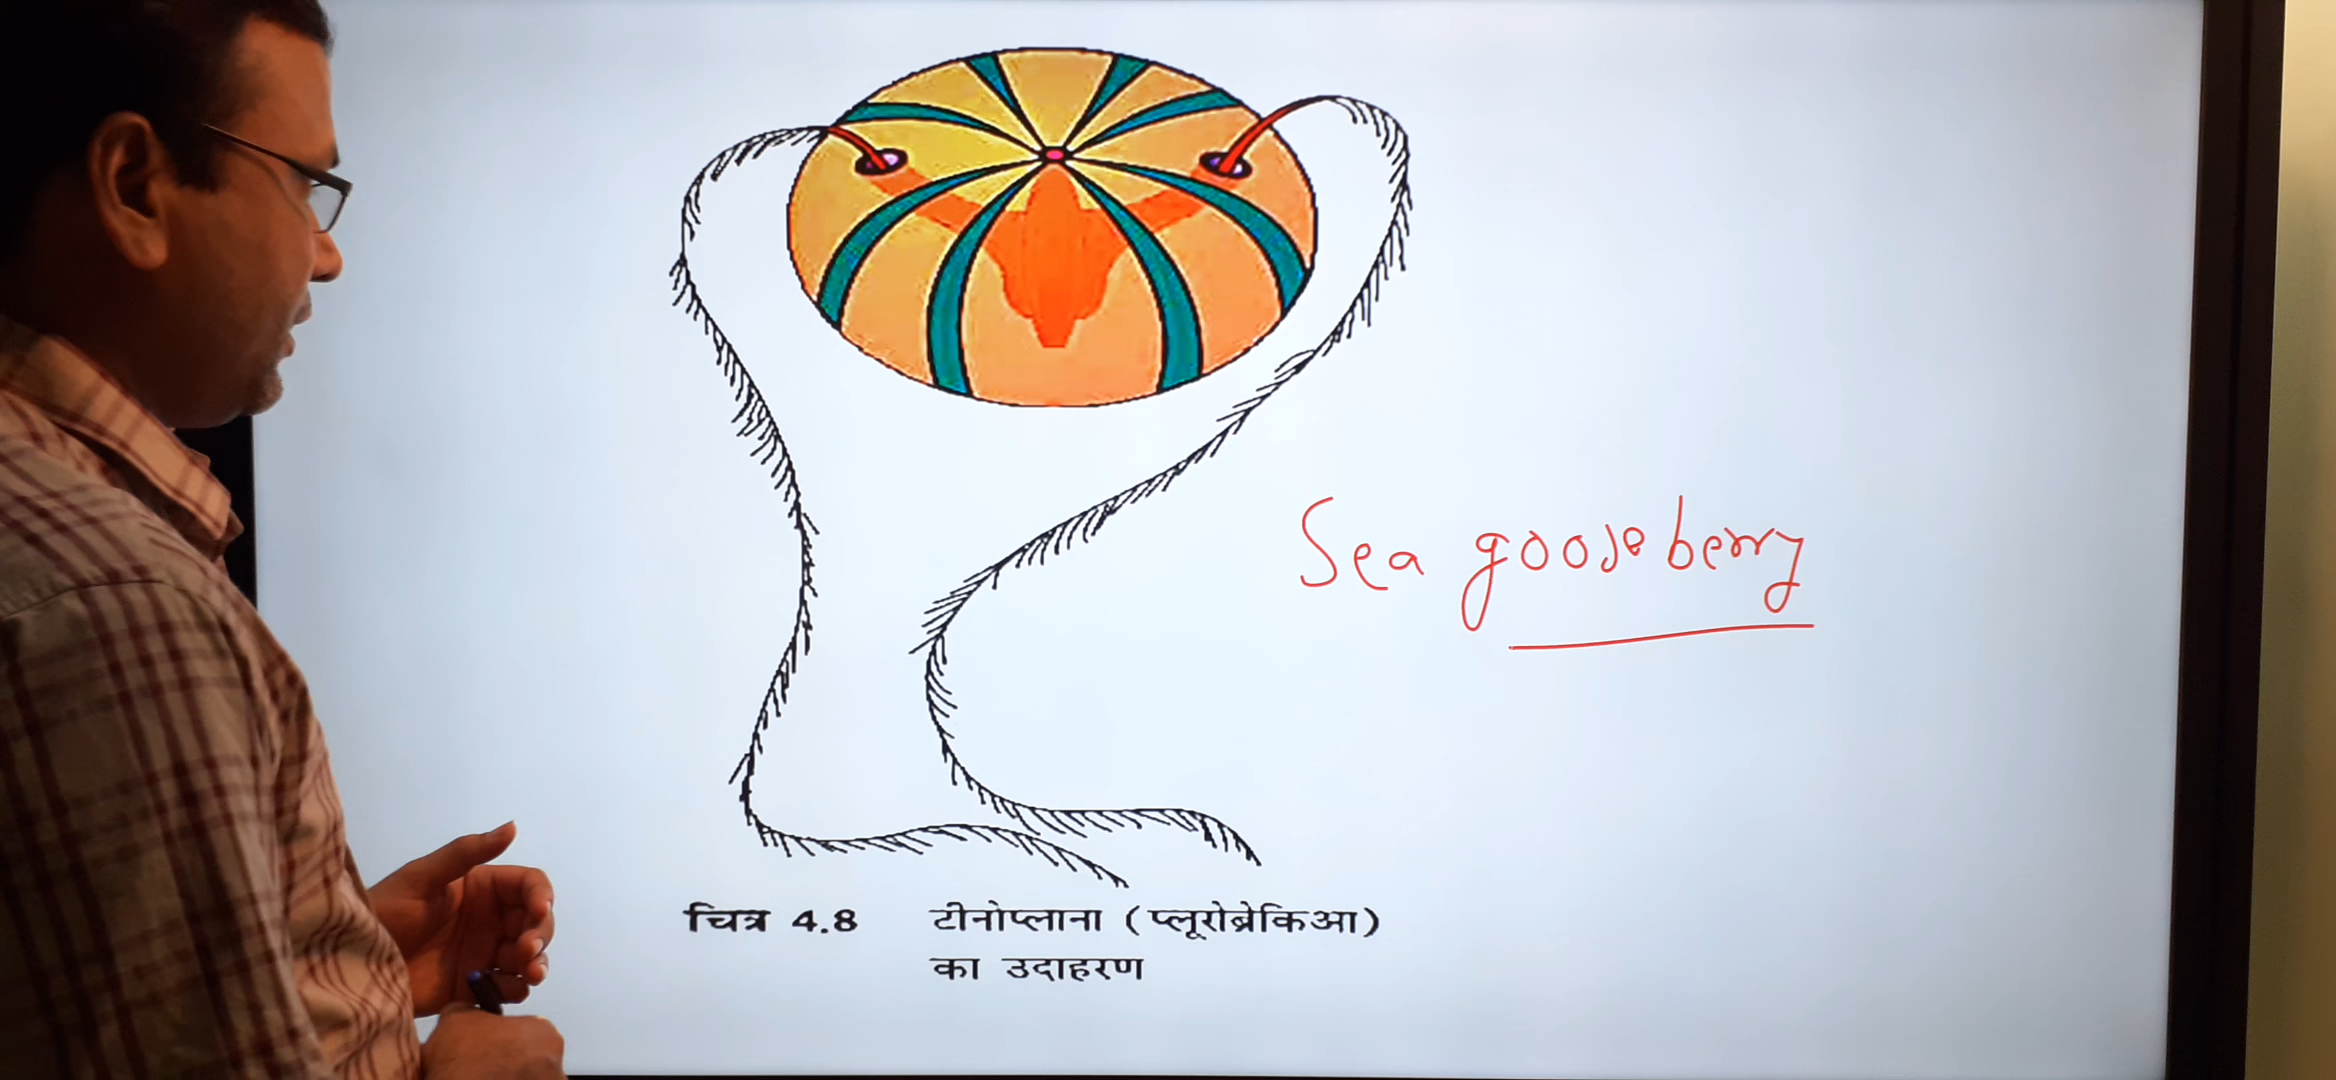 Sea gooseberry
चित्र 4.8 टीनोप्लाना (प्लूरोब्रेकिआ)
का उदाहरण